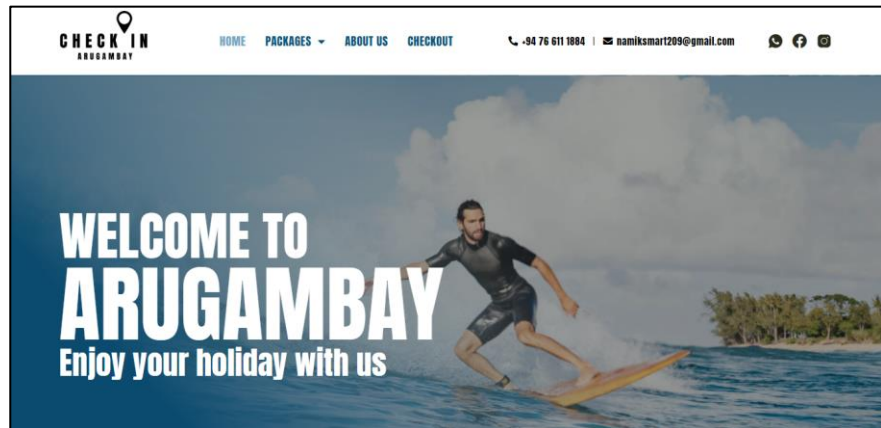 CHECK IN
ARUGAMBAY
HOME PACKAGES ABOUT US CHECKOUT
+94 76 611 1884 | namiksmart209@gmail.com
WELCOME TO
ARUGAMBAY
Enjoy your holiday with us